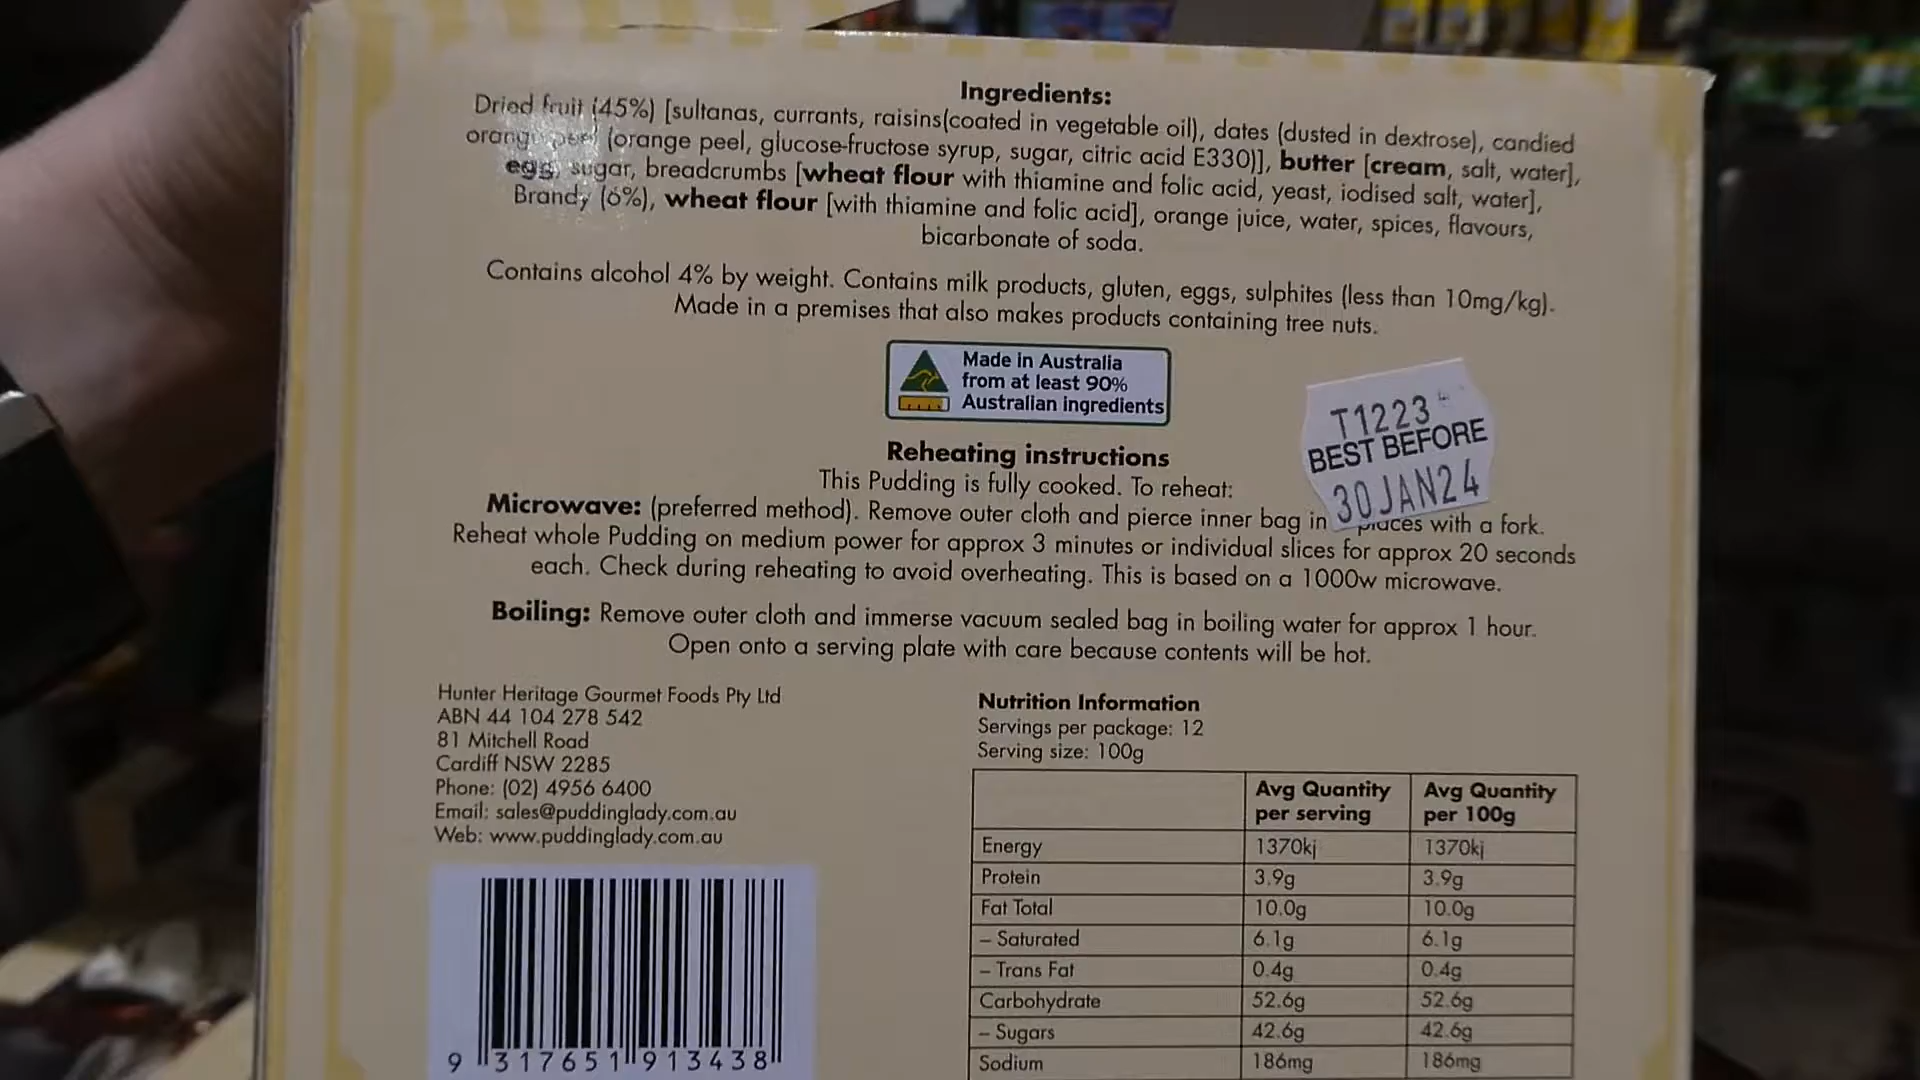 Ingredients:
Dried fruit (45%) [sultanas, currants, raisins(coated in vegetable oil), dates (dusted in dextrose), candied
orange peel (orange peel, glucose-fructose syrup, sugar, citric acid E330)], butter [cream, salt, water],
egg, sugar, breadcrumbs [wheat flour with thiamine and folic acid, yeast, iodised salt, water],
Brandy (6%), wheat flour [with thiamine and folic acid], orange juice, water, spices, flavours,
bicarbonate of soda.
Contains alcohol 4% by weight. Contains milk products, gluten, eggs, sulphites (less than 10mg/kg).
Made in a premises that also makes products containing tree nuts.
Made in Australia
from at least 90%
Australian ingredients
T1223
BEST BEFORE
30JAN24
Reheating instructions
This Pudding is fully cooked. To reheat:
Microwave: (preferred method). Remove outer cloth and pierce inner bag in places with a fork.
Reheat whole Pudding on medium power for approx 3 minutes or individual slices for approx 20 seconds
each. Check during reheating to avoid overheating. This is based on a 1000w microwave.
Boiling: Remove outer cloth and immerse vacuum sealed bag in boiling water for approx 1 hour.
Open onto a serving plate with care because contents will be hot.
Hunter Heritage Gourmet Foods Pty Ltd
ABN 44 104 278 542
81 Mitchell Road
Cardiff NSW 2285
Phone: (02) 4956 6400
Email: sales@puddinglady.com.au
Web: www.puddinglady.com.au
9 317651 913438
Nutrition Information
Servings per package: 12
Serving size: 100g
Avg Quantity per serving Avg Quantity per 100g
Energy 1370kj 1370kj
Protein 3.9g 3.9g
Fat Total 10.0g 10.0g
– Saturated 6.1g 6.1g
– Trans Fat 0.4g 0.4g
Carbohydrate 52.6g 52.6g
– Sugars 42.6g 42.6g
Sodium 186mg 186mg